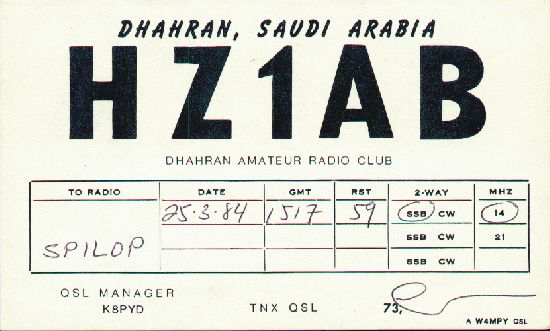 DHAHRAN, SAUDI ARABIA
HZ1AB
DHAHRAN AMATEUR RADIO CLUB
TO RADIO DATE GMT RST 2-WAY MHZ
25-3-84 1517 59 SSB CW 14
SP1LOP SSB CW 21
SSB CW
QSL MANAGER
K8PYD TNX QSL 73,
A W4MPY QSL